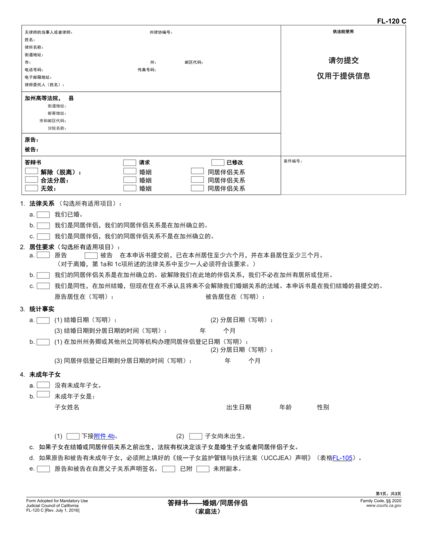 FL-120 C
无律师的当事人或者律师： 州律协编号： 供法院使用
姓名：
律所名称：
街道地址：
市： 州： 邮区代码：
电话号码： 传真号码：
电子邮箱地址：
律师委托人（姓名）：
请勿提交
仅用于提供信息
加州高等法院， 县
街道地址：
邮寄地址：
市和邮区代码：
分院名称：
原告：
被告：
答辩书 请求 已修改 案件编号：
解除（脱离）： 婚姻 同居伴侣关系
合法分居： 婚姻 同居伴侣关系
无效： 婚姻 同居伴侣关系
1. 法律关系 （勾选所有适用项目）：
a. 我们已婚。
b. 我们是同居伴侣，我们的同居伴侣关系是在加州确立的。
c. 我们是同居伴侣，我们的同居伴侣关系不是在加州确立的。
2. 居住要求（勾选所有适用项目）：
a. 原告 被告 在本申诉书提交前，已在本州居住至少六个月，并在本县居住至少三个月。
（对于离婚，第 1a和 1c项所述的法律关系中至少一人必须符合该要求。）
b. 我们的同居伴侣关系是在加州确立的。欲解除我们在此地的伴侣关系，我们不必在加州有居所或住所。
c. 我们是同性，在加州结婚，但现在住在不承认且将来不会解除我们婚姻关系的法域。本申诉书是在我们结婚的县提交的。
原告居住在（写明）： 被告居住在（写明）：
3. 统计事实
a. (1) 结婚日期（写明）： (2) 分居日期（写明）：
(3) 结婚日期到分居日期的时间（写明）： 年 个月
b. (1) 在加州州务卿或其他州立同等机构办理同居伴侣登记日期（写明）：
(2) 分居日期（写明）：
(3) 同居伴侣登记日期到分居日期的时间（写明）： 年 个月
4. 未成年子女
a. 没有未成年子女。
b. 未成年子女是：
子女姓名 出生日期 年龄 性别
(1) 下接附件 4b。 (2) 子女尚未出生。
c. 如果子女在结婚或同居伴侣关系之前出生，法院有权决定该子女是婚生子女或者同居伴侣子女。
d. 如果原告和被告有未成年子女，必须附上填好的《统一子女监护管辖与执行法案（UCCJEA）声明》（表格FL-105）。
e. 原告和被告在自愿父子关系声明签名。 已附 未附副本。
第1页，共3页
Form Adopted for Mandatory Use
Judicial Council of California
FL-120 C [Rev. July 1, 2016]
答辩书——婚姻/同居伴侣
（家庭法）
Family Code, §§ 2020
www.courts.ca.gov